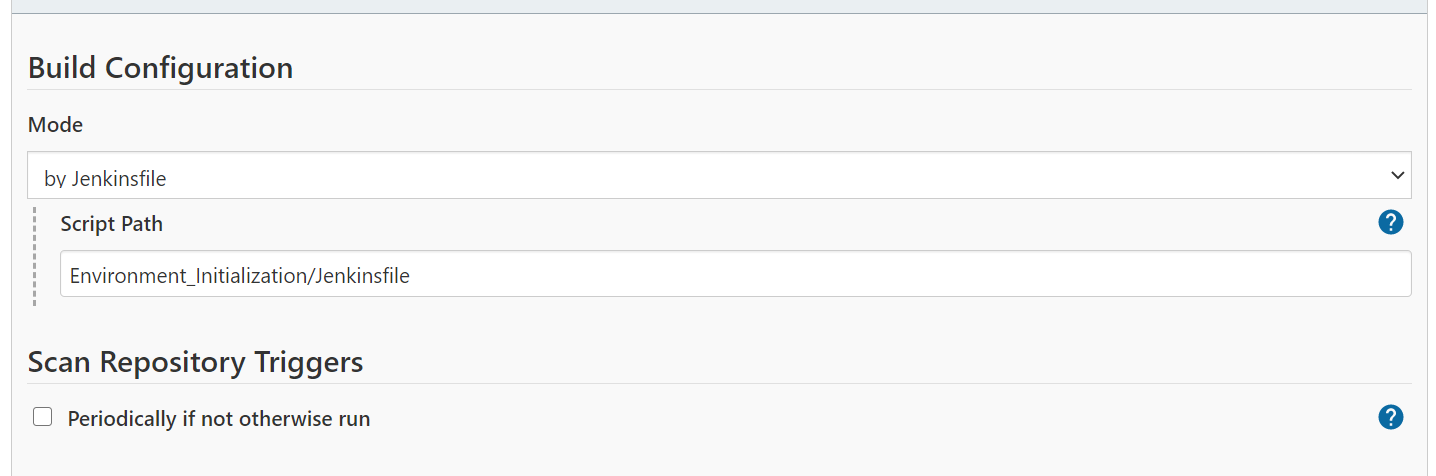 Build Configuration
Mode
by Jenkinsfile
Script Path
?
Environment_Initialization/Jenkinsfile
Scan Repository Triggers
Periodically if not otherwise run
?